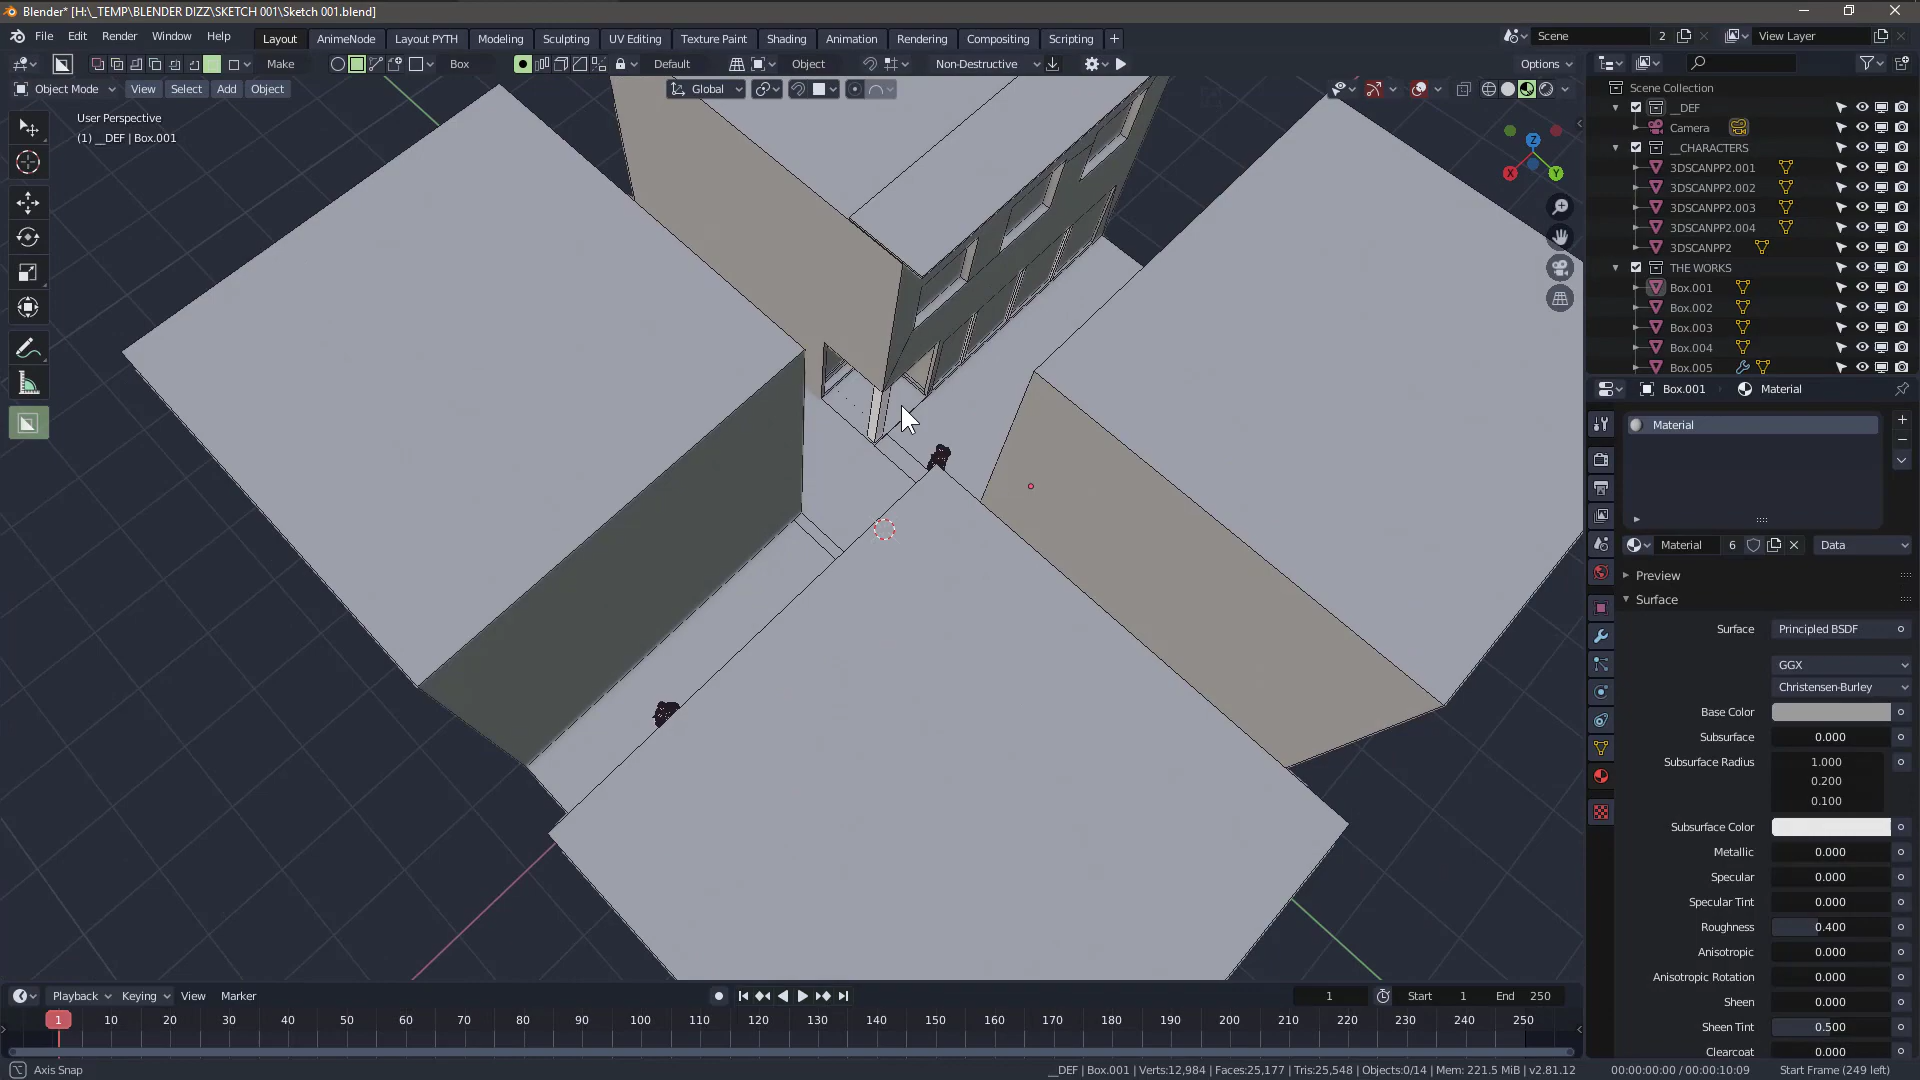 Blender* [H:\_TEMP\BLENDER DIZZ\SKETCH 001\Sketch 001.blend]
File Edit Render Window Help Layout AnimeNode Layout PYTH Modeling Sculpting UV Editing Texture Paint Shading Animation Rendering Compositing Scripting + Scene 2 View Layer
Make Box Default Object Non-Destructive Options
Object Mode View Select Add Object Global
User Perspective
(1) __DEF | Box.001
Z
X Y
Scene Collection
__DEF
Camera
__CHARACTERS
3DSCANPP2.001
3DSCANPP2.002
3DSCANPP2.003
3DSCANPP2.004
3DSCANPP2
THE WORKS
Box.001
Box.002
Box.003
Box.004
Box.005
Box.001 › Material
Material
Material 6 Data
Preview
Surface
Surface Principled BSDF
GGX
Christensen-Burley
Base Color
Subsurface 0.000
Subsurface Radius 1.000
0.200
0.100
Subsurface Color
Metallic 0.000
Specular 0.000
Specular Tint 0.000
Roughness 0.400
Anisotropic 0.000
Anisotropic Rotation 0.000
Sheen 0.000
Sheen Tint 0.500
Clearcoat 0.000
Playback Keying View Marker 1 Start 1 End 250
1 10 20 30 40 50 60 70 80 90 100 110 120 130 140 150 160 170 180 190 200 210 220 230 240 250
Axis Snap __DEF | Box.001 | Verts:12,984 | Faces:25,177 | Tris:25,548 | Objects:0/14 | Mem: 221.5 MiB | v2.81.12 00:00:00:00 / 00:00:10:09 Start Frame (249 left)